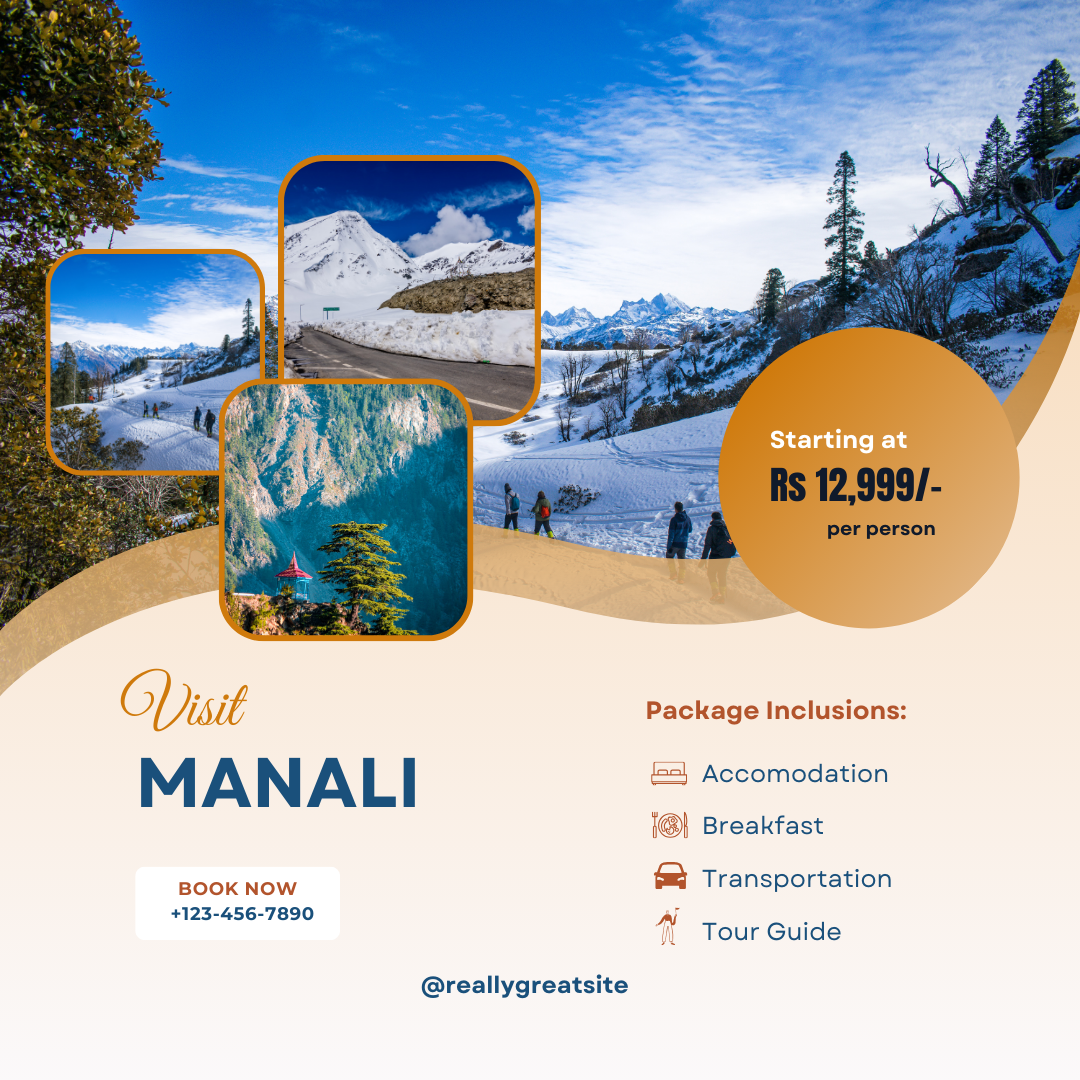 Starting at
Rs 12,999/-
per person
Visit
MANALI
BOOK NOW
+123-456-7890
Package Inclusions:
Accomodation
Breakfast
Transportation
Tour Guide
@reallygreatsite